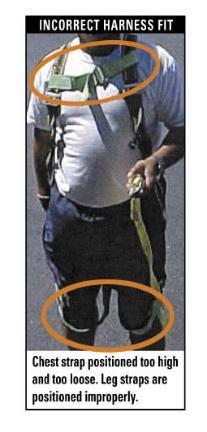 INCORRECT HARNESS FIT
Chest strap positioned too high
and too loose. Leg straps are
positioned improperly.